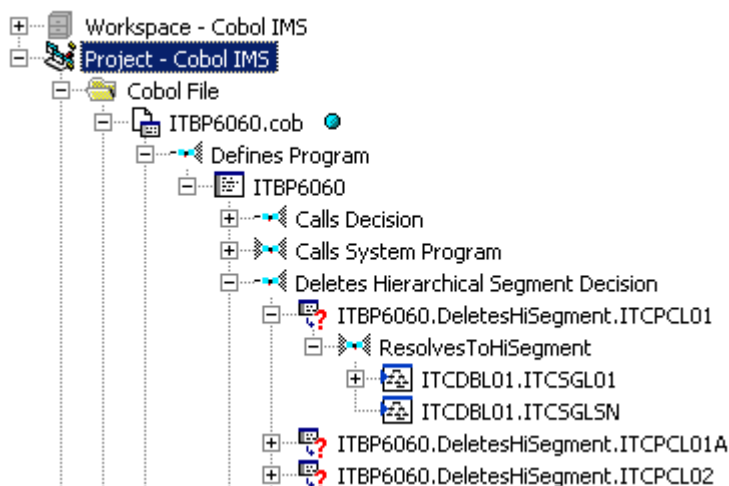 Workspace - Cobol IMS
Project - Cobol IMS
Cobol File
ITBP6060.cob
Defines Program
ITBP6060
Calls Decision
Calls System Program
Deletes Hierarchical Segment Decision
ITBP6060.DeletesHiSegment.ITCPCL01
ResolvesToHiSegment
ITCDBL01.ITCSGL01
ITCDBL01.ITCSGLSN
ITBP6060.DeletesHiSegment.ITCPCL01A
ITBP6060.DeletesHiSegment.ITCPCL02